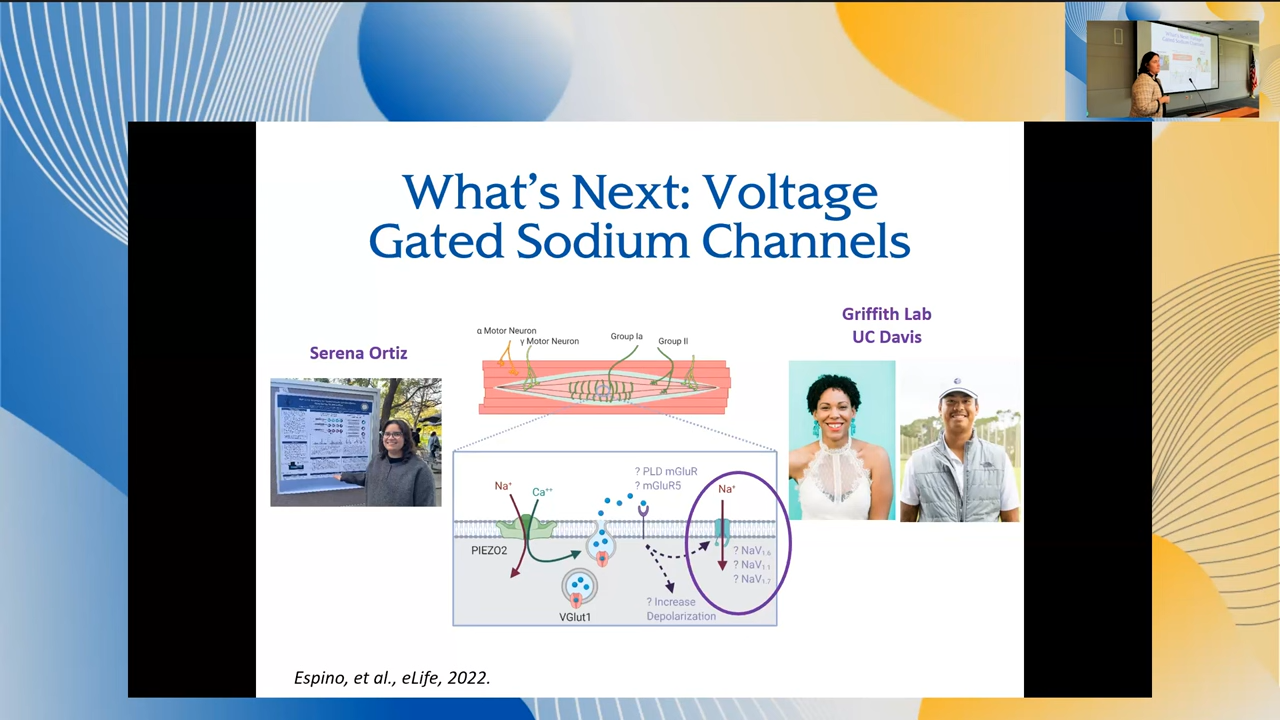 What's Next: Voltage
Gated Sodium Channels
Serena Ortiz
Griffith Lab
UC Davis
α Motor Neuron
γ Motor Neuron
Group Ia
Group II
? PLD mGluR
? mGluR5
Na⁺
Ca⁺⁺
Na⁺
PIEZO2
? NaV₁.₆
? NaV₁.₁
? NaV₁.₇
VGlut1
? Increase
Depolarization
Espino, et al., eLife, 2022.